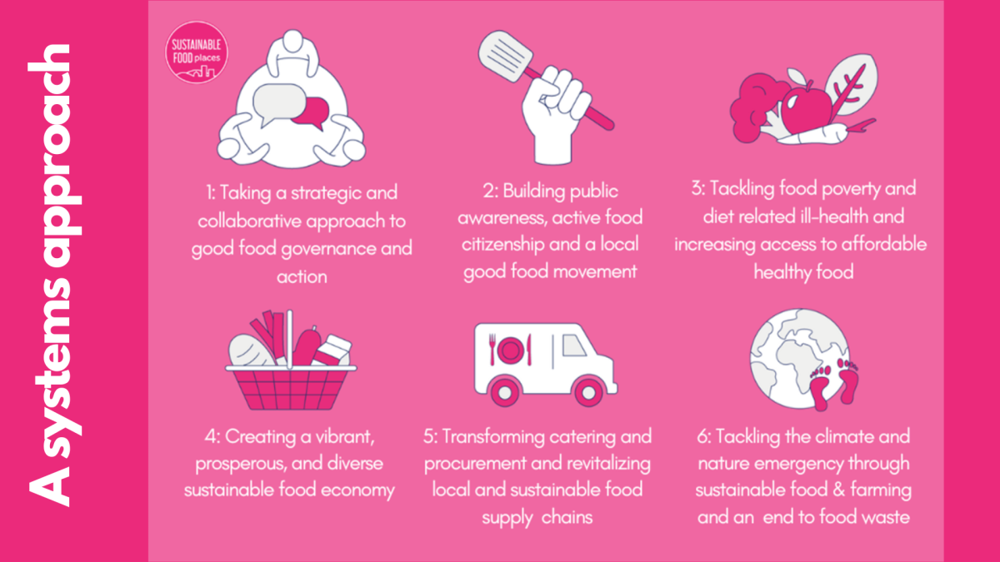 A systems approach
SUSTAINABLE
FOOD places
1: Taking a strategic and
collaborative approach to
good food governance and
action
2: Building public
awareness, active food
citizenship and a local
good food movement
3: Tackling food poverty and
diet related ill-health and
increasing access to affordable
healthy food
4: Creating a vibrant,
prosperous, and diverse
sustainable food economy
5: Transforming catering and
procurement and revitalizing
local and sustainable food
supply chains
6: Tackling the climate and
nature emergency through
sustainable food & farming
and an end to food waste